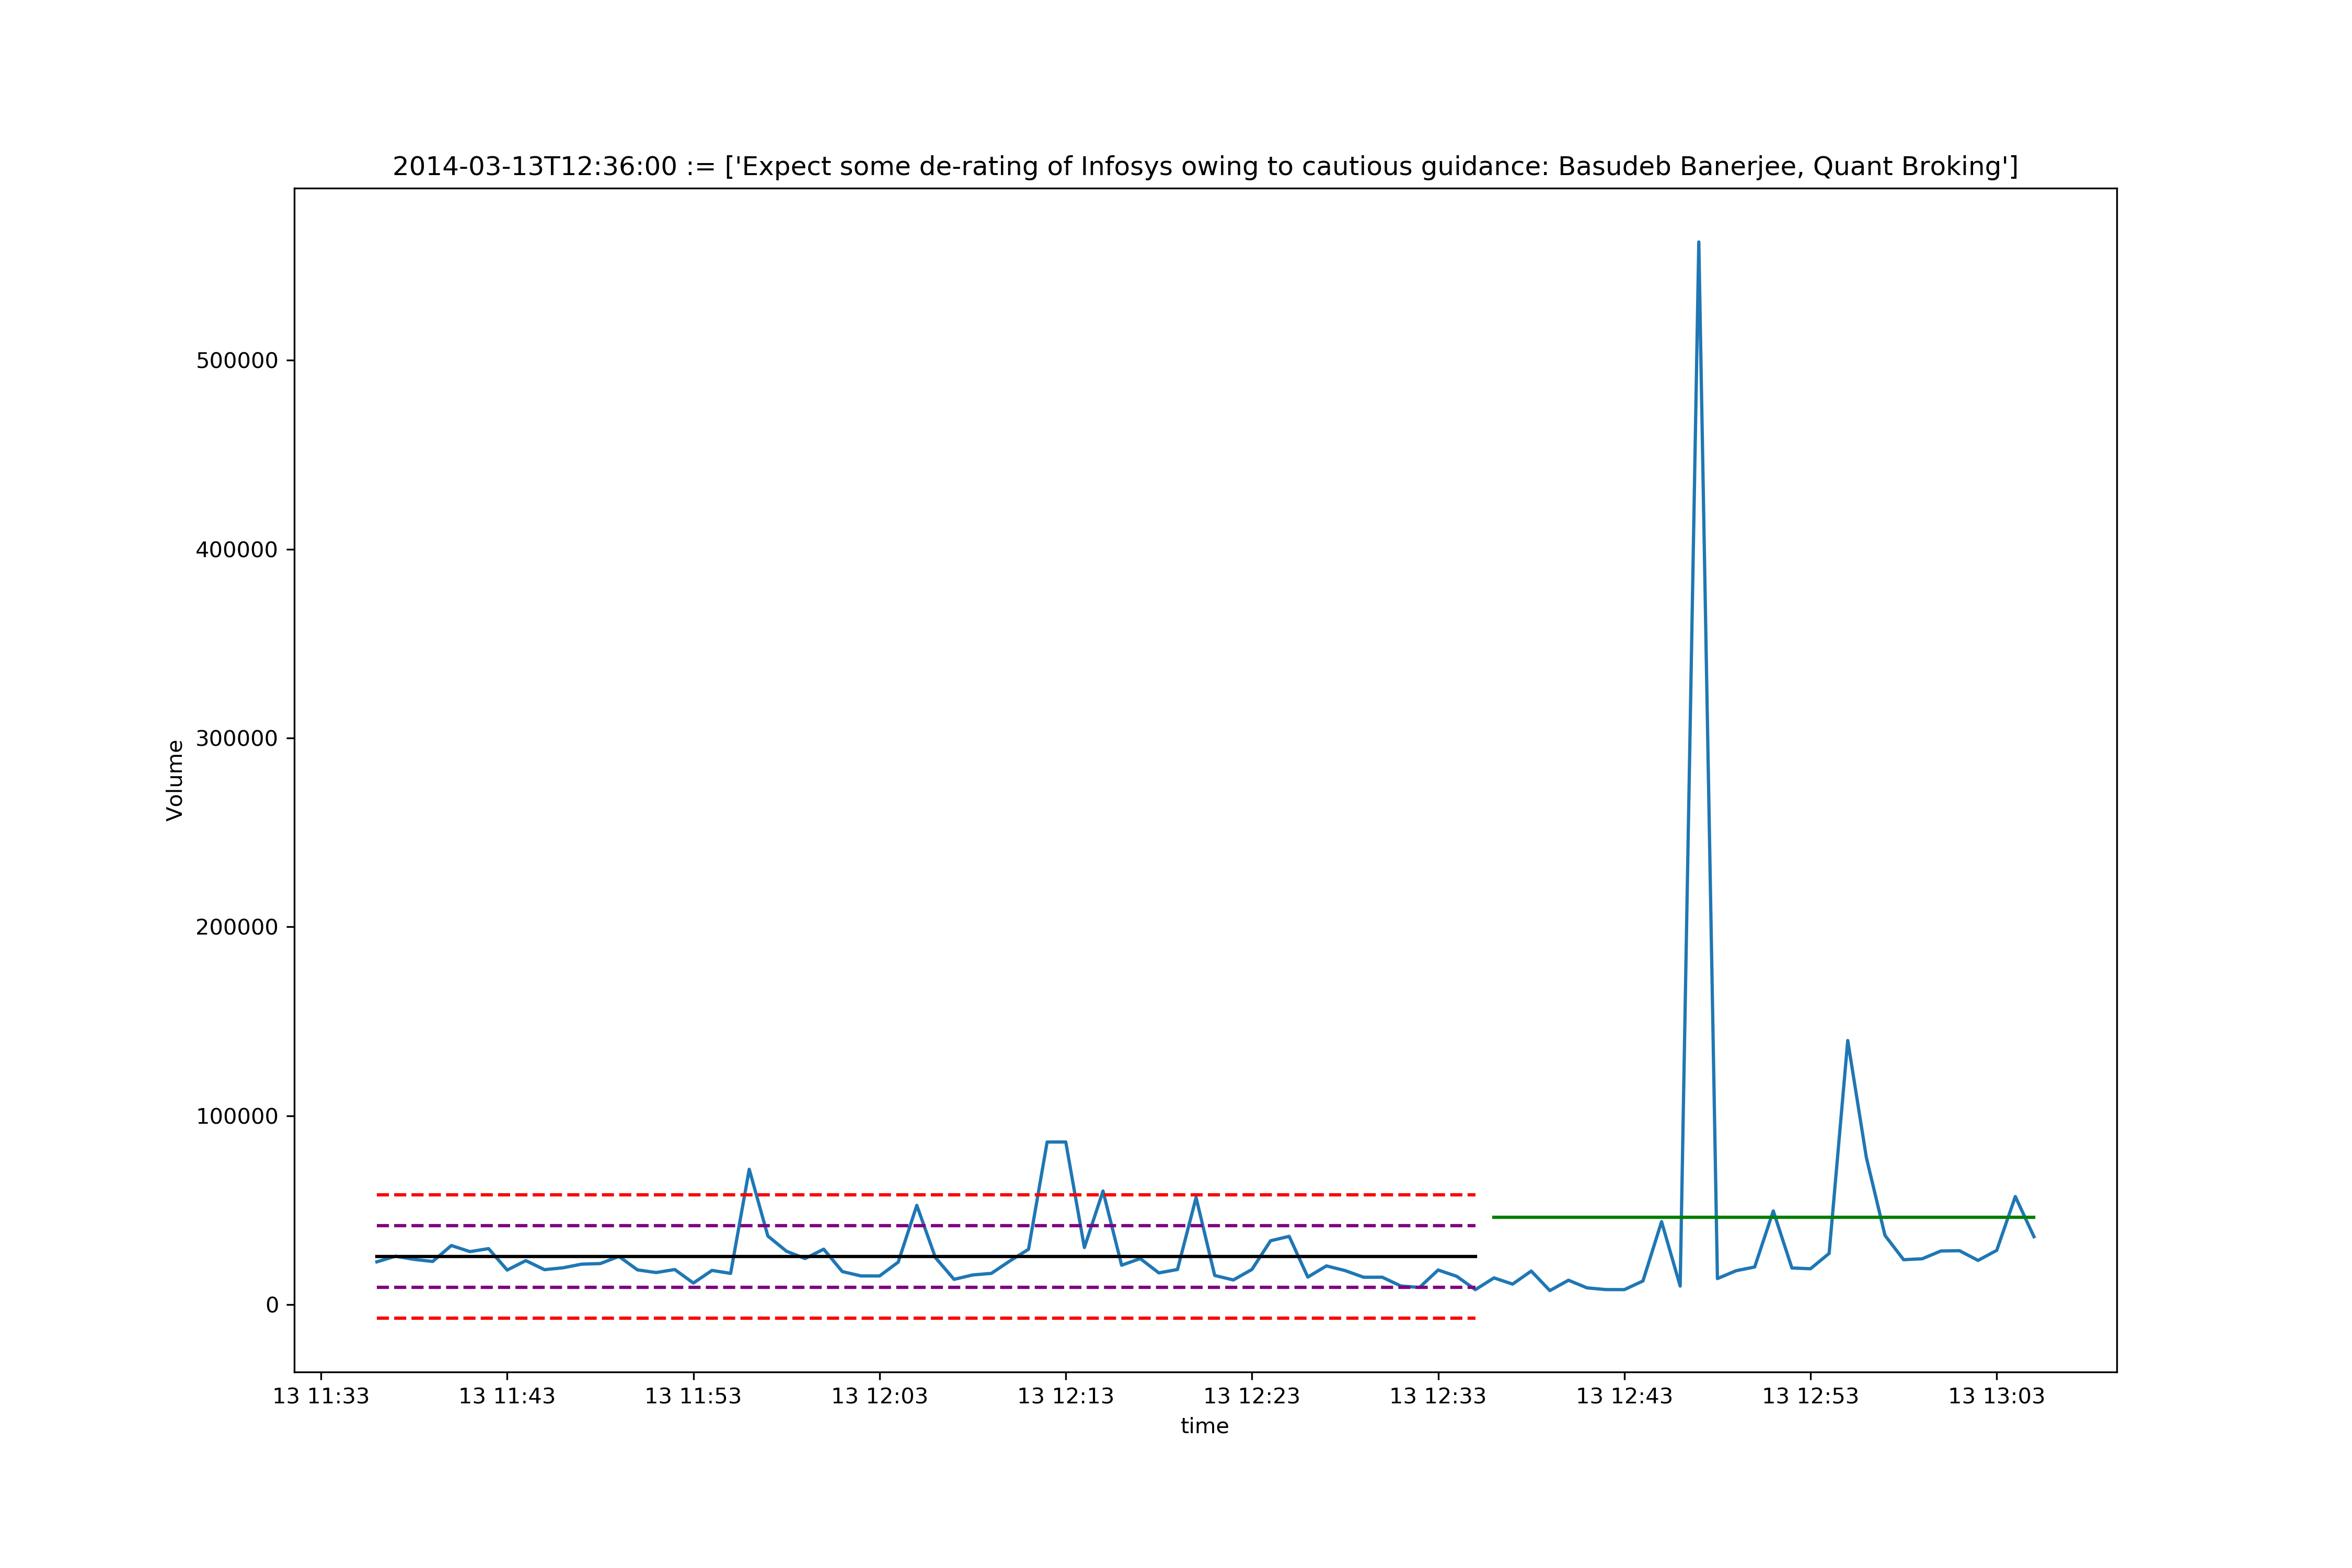 2014-03-13T12:36:00 := ['Expect some de-rating of Infosys owing to cautious guidance: Basudeb Banerjee, Quant Broking']
500000
400000
300000
200000
100000
0
Volume
13 11:33 13 11:43 13 11:53 13 12:03 13 12:13 13 12:23 13 12:33 13 12:43 13 12:53 13 13:03
time